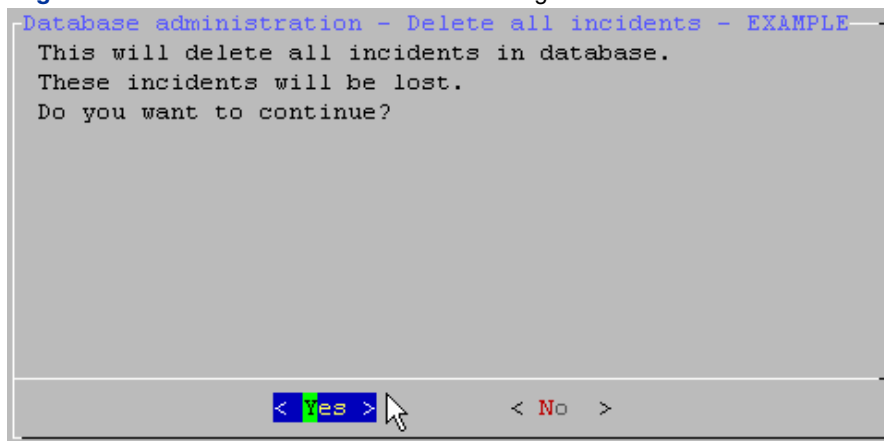 Database administration - Delete all incidents - EXAMPLE
This will delete all incidents in database.
These incidents will be lost.
Do you want to continue?
< Yes > < No >